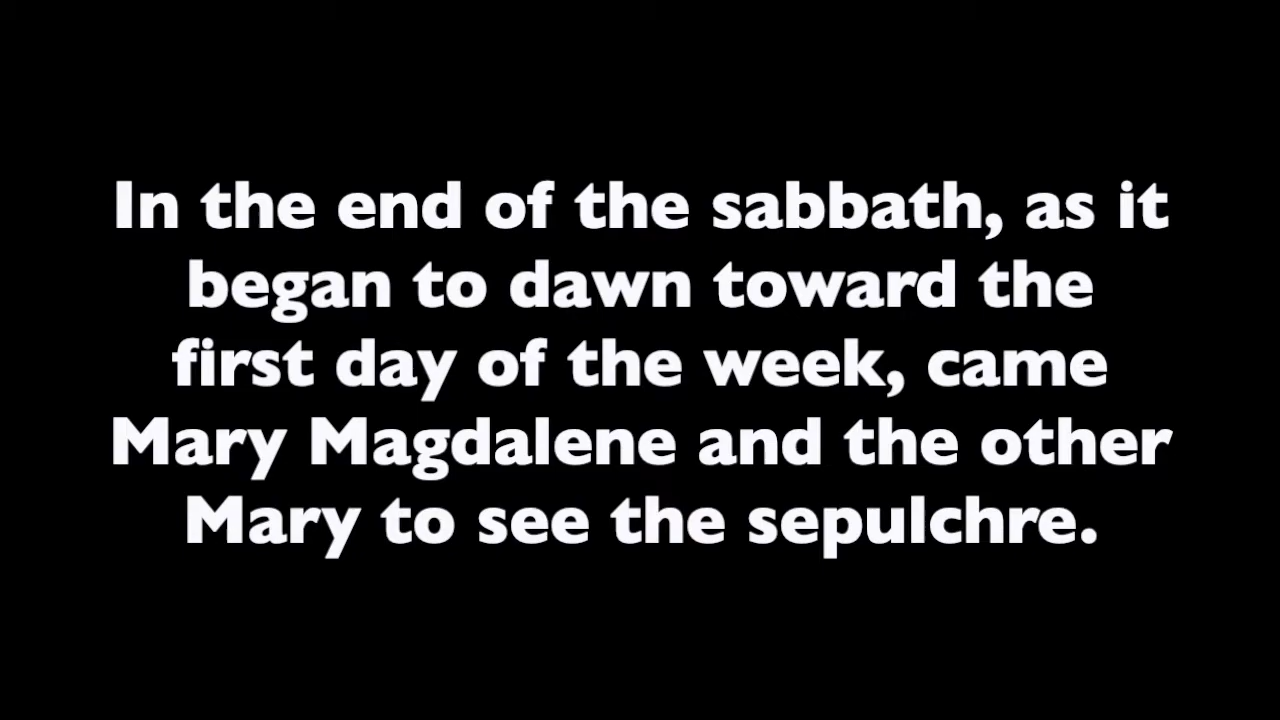 In the end of the sabbath, as it
began to dawn toward the
first day of the week, came
Mary Magdalene and the other
Mary to see the sepulchre.